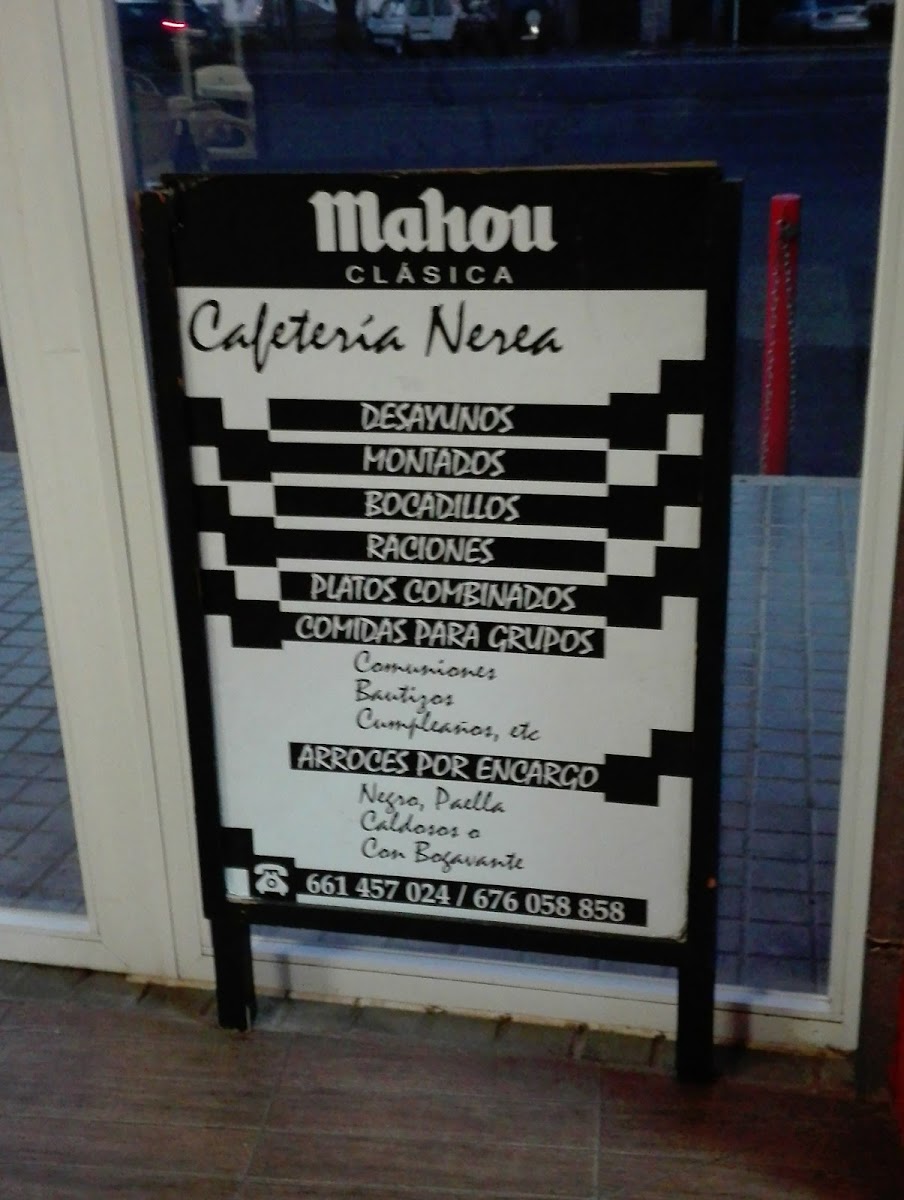 Mahou
CLÁSICA
Cafetería Nerea
DESAYUNOS
MONTADOS
BOCADILLOS
RACIONES
PLATOS COMBINADOS
COMIDAS PARA GRUPOS
Comuniones
Bautizos
Cumpleaños, etc
ARROCES POR ENCARGO
Negro, Paella
Caldosos o
Con Bogavante
661 457 024 / 676 058 858